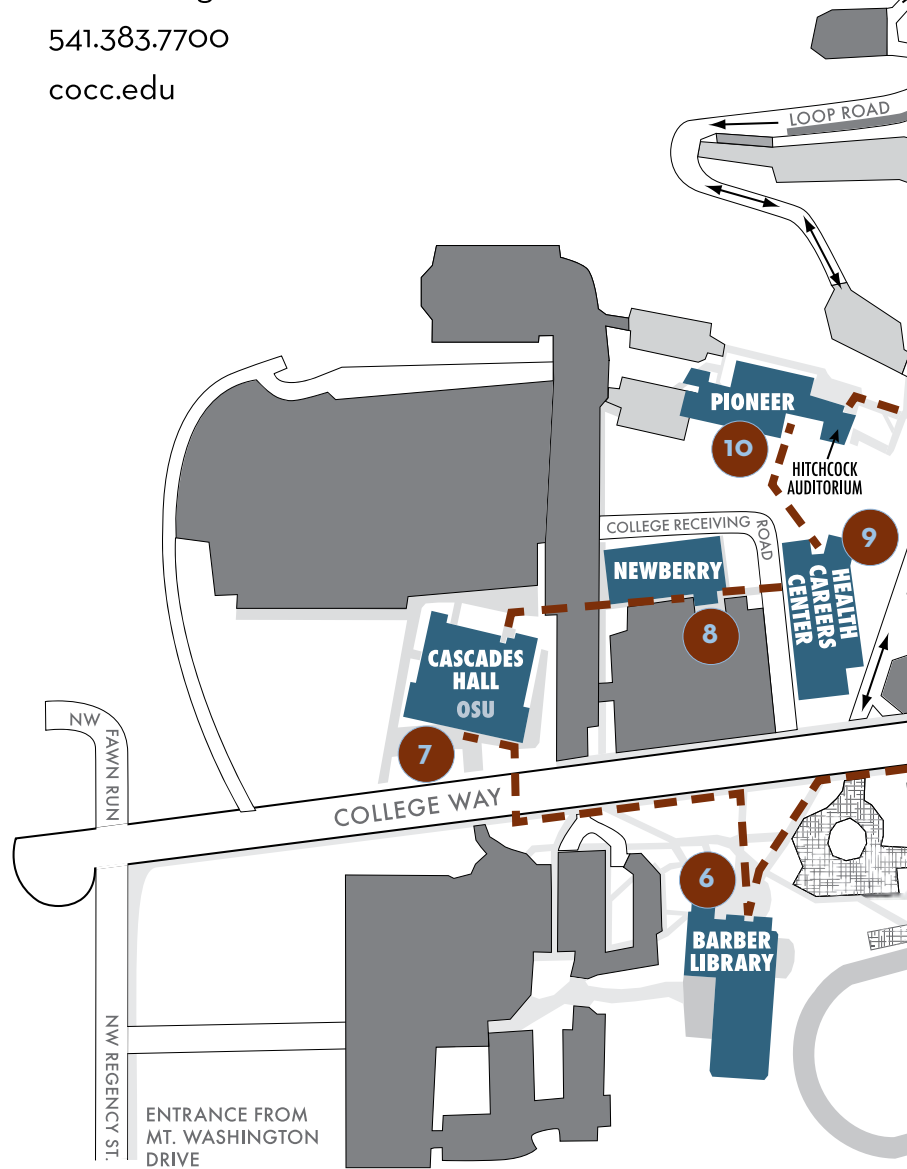 541.383.7700
cocc.edu
LOOP ROAD
PIONEER
10
HITCHCOCK
AUDITORIUM
COLLEGE RECEIVING
ROAD
9
NEWBERRY
HEALTH
CAREERS
CENTER
8
CASCADES
HALL
OSU
7
NW
FAWN RUN
COLLEGE WAY
6
BARBER
LIBRARY
NW REGENCY ST.
ENTRANCE FROM
MT. WASHINGTON
DRIVE